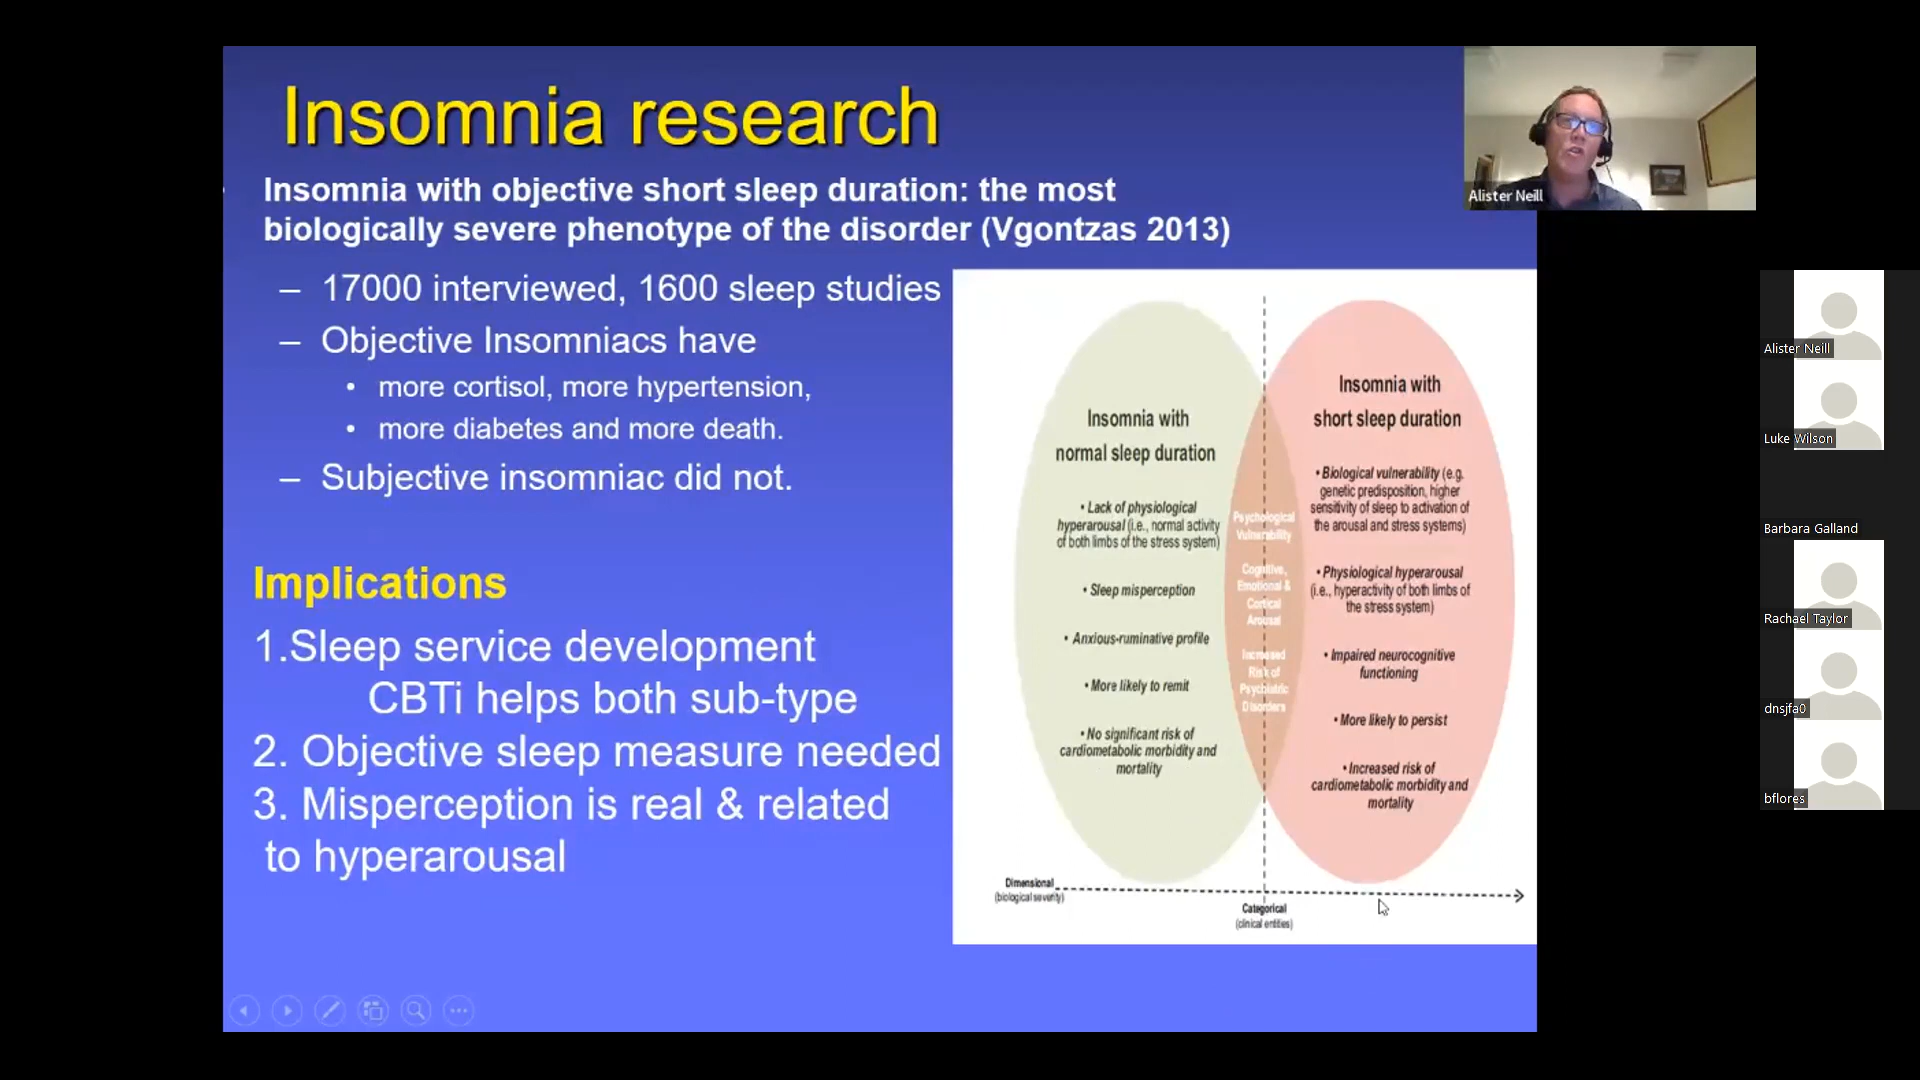 Insomnia research
Insomnia with objective short sleep duration: the most
biologically severe phenotype of the disorder (Vgontzas 2013)
– 17000 interviewed, 1600 sleep studies
– Objective Insomniacs have
• more cortisol, more hypertension,
• more diabetes and more death.
– Subjective insomniac did not.
Implications
1.Sleep service development
CBTi helps both sub-type
2. Objective sleep measure needed
3. Misperception is real & related
to hyperarousal
Insomnia with
normal sleep duration
• Lack of physiological
hyperarousal (i.e., normal activity
of both limbs of the stress system)
• Sleep misperception
• Anxious-ruminative profile
• More likely to remit
• No significant risk of
cardiometabolic morbidity and
mortality
Psychological
Vulnerability
Cognitive,
Emotional &
Cortical
Arousal
Increased
Risk of
Psychiatric
Disorders
Insomnia with
short sleep duration
• Biological vulnerability (e.g.
genetic predisposition, higher
sensitivity of sleep to activation of
the arousal and stress systems)
• Physiological hyperarousal
(i.e., hyperactivity of both limbs of
the stress system)
• Impaired neurocognitive
functioning
• More likely to persist
• Increased risk of
cardiometabolic morbidity and
mortality
Dimensional
(biological severity)
Categorical
(clinical entities)
Alister Neill
Alister Neill
Luke Wilson
Barbara Galland
Rachael Taylor
dnsjfa0
bflores